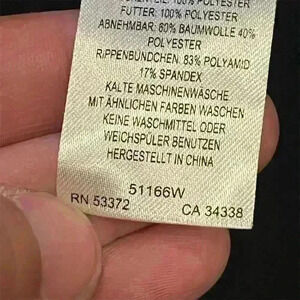 FUTTER: 100% POLYESTER
ABNEHMBAR: 60% BAUMWOLLE 40%
POLYESTER
RIPPENBÜNDCHEN: 83% POLYAMID
17% SPANDEX
KALTE MASCHINENWÄSCHE
MIT ÄHNLICHEN FARBEN WASCHEN
KEINE WASCHMITTEL ODER
WEICHSPÜLER BENUTZEN
HERGESTELLT IN CHINA
51166W
RN 53372 CA 34338